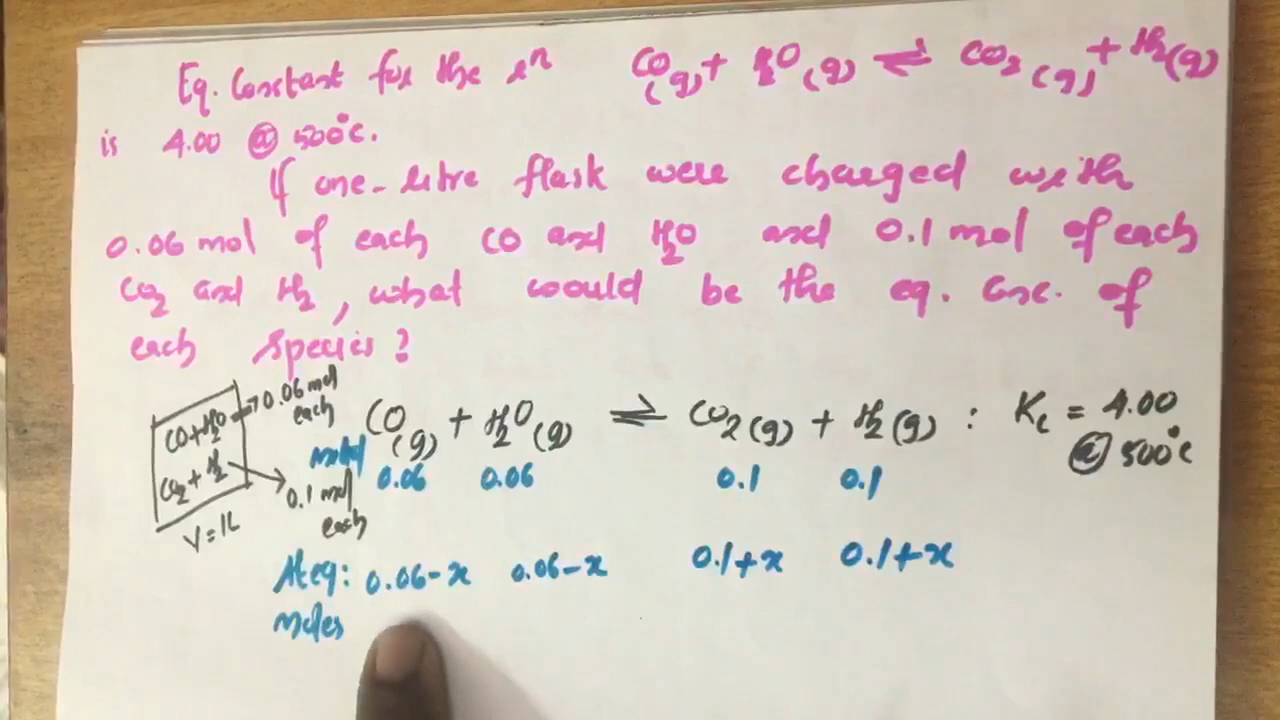 Eq. Constant for the rn CO(g) + H2O(g) ⇌ CO2(g) + H2(g)
is 4.00 @ 500°c.
If one-litre flask were charged with
0.06 mol of each CO and H2O and 0.1 mol of each
CO2 and H2, what would be the eq. Conc. of
each species?
CO+H2O → 0.06 mol each
CO2+H2 → 0.1 mol each
V=1L
CO(g) + H2O(g) ⇌ CO2(g) + H2(g) : Kc = 4.00
@ 500°c
0.06 0.06 0.1 0.1
At eq: 0.06-x 0.06-x 0.1+x 0.1+x
moles